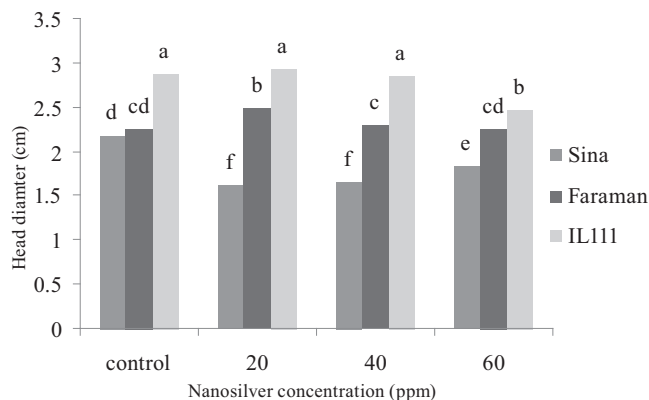 Head diamter (cm)
3.5
3
2.5
2
1.5
1
0.5
0
d cd a
f b a
f c a
e cd b
control 20 40 60
Nanosilver concentration (ppm)
Sina
Faraman
IL111